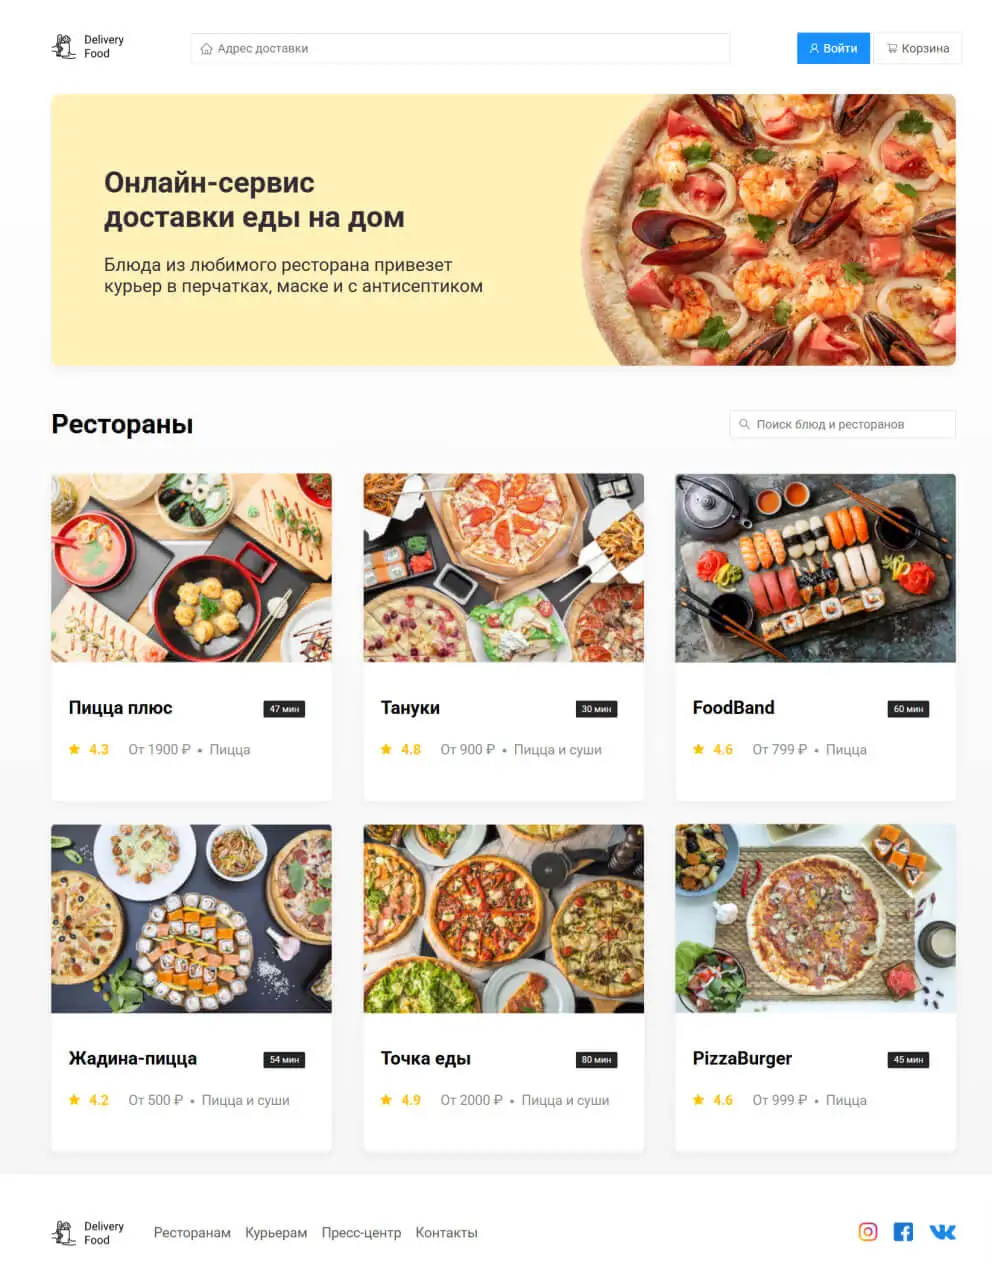 Delivery
Food
Адрес доставки
Войти
Корзина
Онлайн-сервис
доставки еды на дом
Блюда из любимого ресторана привезет
курьер в перчатках, маске и с антисептиком
Рестораны
Поиск блюд и ресторанов
Пицца плюс
47 мин
4.3 От 1900 ₽ • Пицца
Тануки
30 мин
4.8 От 900 ₽ • Пицца и суши
FoodBand
60 мин
4.6 От 799 ₽ • Пицца
Жадина-пицца
54 мин
4.2 От 500 ₽ • Пицца и суши
Точка еды
80 мин
4.9 От 2000 ₽ • Пицца и суши
PizzaBurger
45 мин
4.6 От 999 ₽ • Пицца
Delivery
Food
Ресторанам Курьерам Пресс-центр Контакты